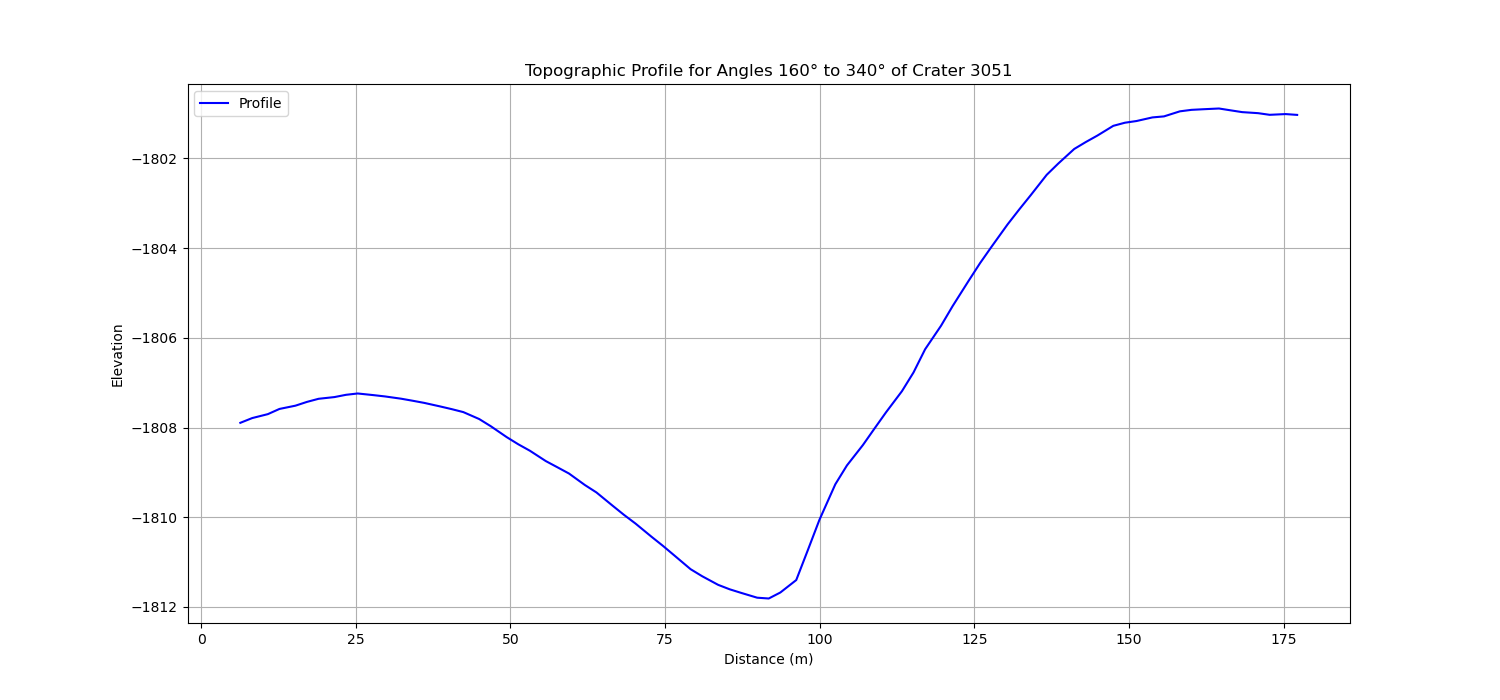 Topographic Profile for Angles 160° to 340° of Crater 3051
Profile
Elevation
−1802
−1804
−1806
−1808
−1810
−1812
0 25 50 75 100 125 150 175
Distance (m)